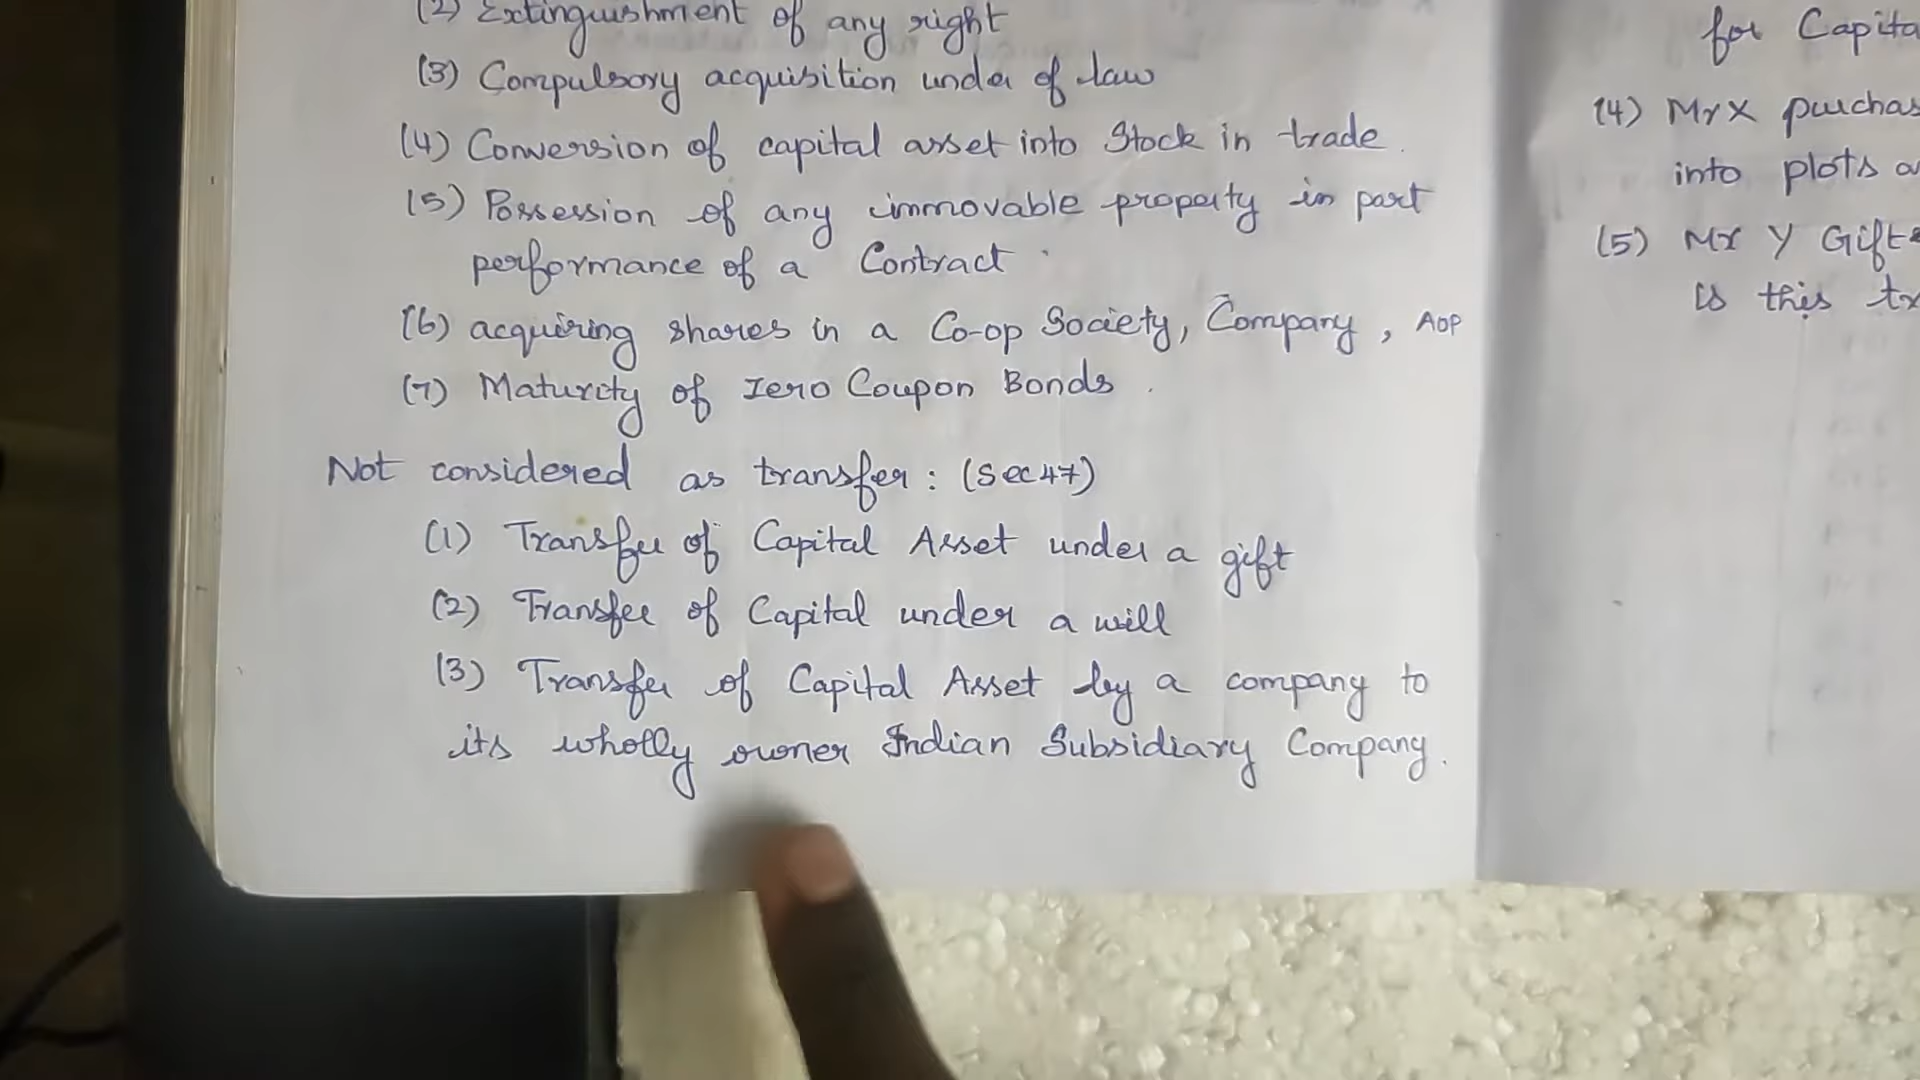 (2) Extinguishment of any right
(3) Compulsory acquisition under of law
(4) Conversion of capital asset into Stock in trade.
(5) Possession of any immovable property in part
performance of a Contract.
(6) acquiring shares in a Co-op Society, Company, AOP
(7) Maturity of Zero Coupon Bonds.
Not considered as transfer: (Sec 47)
(1) Transfer of Capital Asset under a gift
(2) Transfer of Capital under a will
(3) Transfer of Capital Asset by a company to
its wholly owner Indian Subsidiary Company.
for Capita
(4) Mr X purchas
into plots a
(5) Mr Y Gift
is this tr